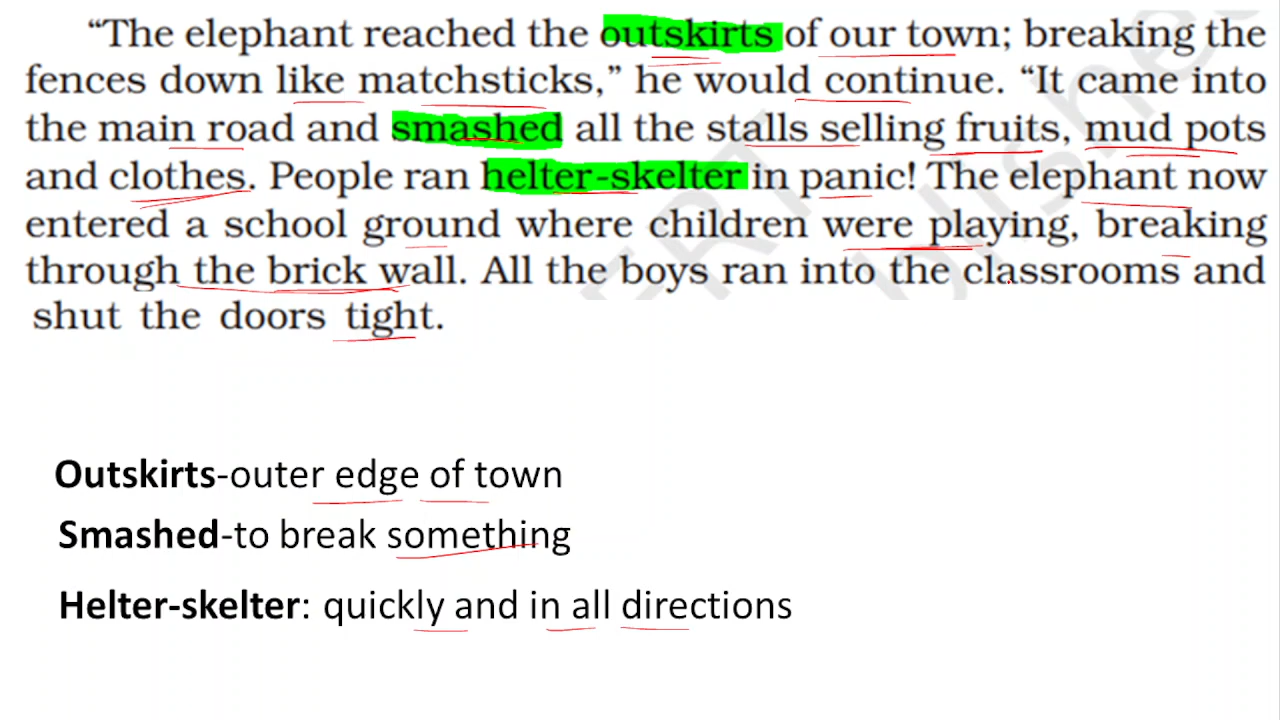 “The elephant reached the outskirts of our town; breaking the
fences down like matchsticks,” he would continue. “It came into
the main road and smashed all the stalls selling fruits, mud pots
and clothes. People ran helter-skelter in panic! The elephant now
entered a school ground where children were playing, breaking
through the brick wall. All the boys ran into the classrooms and
shut the doors tight.
Outskirts-outer edge of town
Smashed-to break something
Helter-skelter: quickly and in all directions